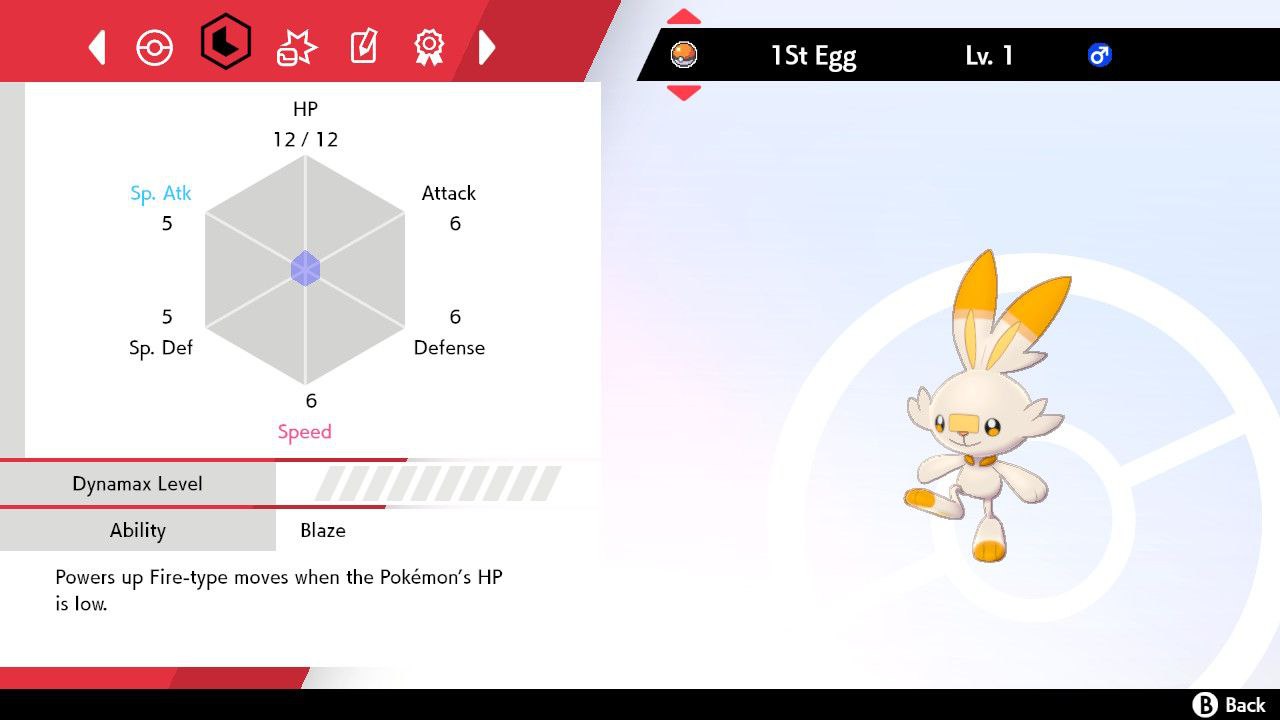 1St Egg Lv. 1 ♂
HP
12 / 12
Sp. Atk
5
Attack
6
5
Sp. Def
6
Defense
6
Speed
Dynamax Level
Ability Blaze
Powers up Fire-type moves when the Pokémon's HP
is low.
B Back